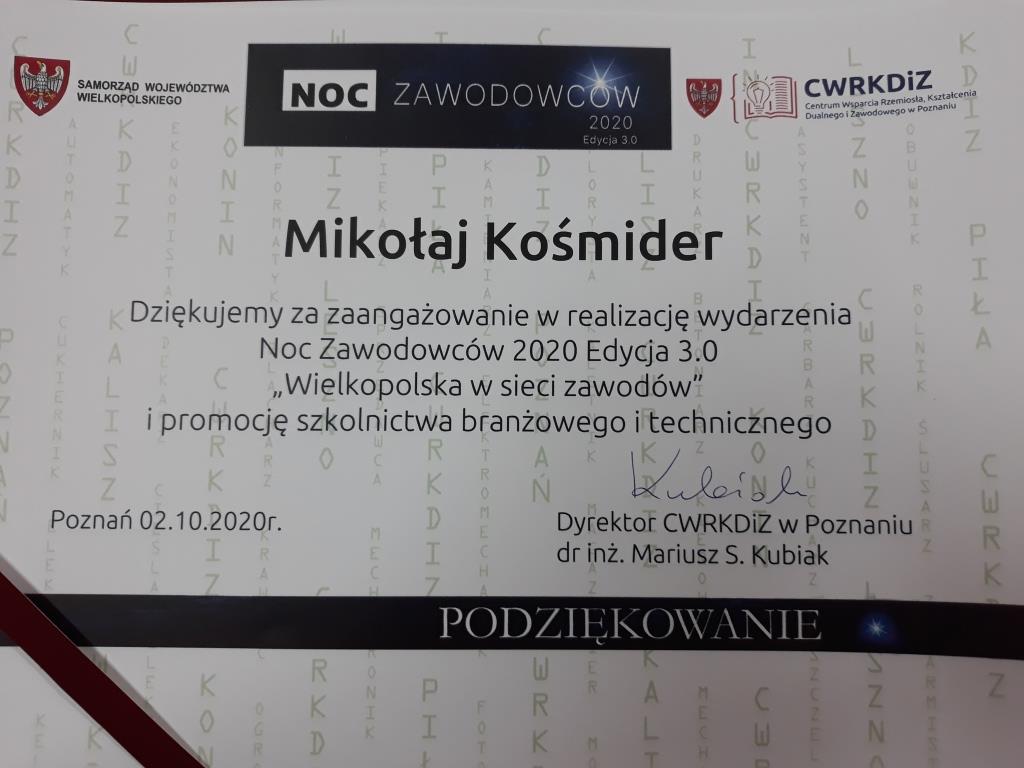 SAMORZĄD WOJEWÓDZTWA
WIELKOPOLSKIEGO
NOC ZAWODOWCÓW
2020
Edycja 3.0
CWRKDiZ
Centrum Wsparcia Rzemiosła, Kształcenia
Dualnego i Zawodowego w Poznaniu
Mikołaj Kośmider
Dziękujemy za zaangażowanie w realizację wydarzenia
Noc Zawodowców 2020 Edycja 3.0
„Wielkopolska w sieci zawodów”
i promocję szkolnictwa branżowego i technicznego
Poznań 02.10.2020r.
Dyrektor CWRKDiZ w Poznaniu
dr inż. Mariusz S. Kubiak
PODZIĘKOWANIE